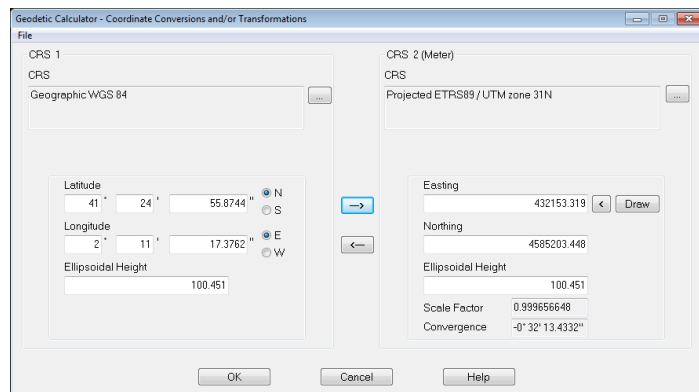 Geodetic Calculator - Coordinate Conversions and/or Transformations
File
CRS 1
CRS
Geographic WGS 84
...
Latitude
41 ° 24 ' 55.8744 " N
S
Longitude
2 ° 11 ' 17.3762 " E
W
Ellipsoidal Height
100.451
-->
<--
CRS 2 (Meter)
CRS
Projected ETRS89 / UTM zone 31N
...
Easting
432153.319 < Draw
Northing
4585203.448
Ellipsoidal Height
100.451
Scale Factor 0.999656648
Convergence -0° 32' 13.4332"
OK Cancel Help